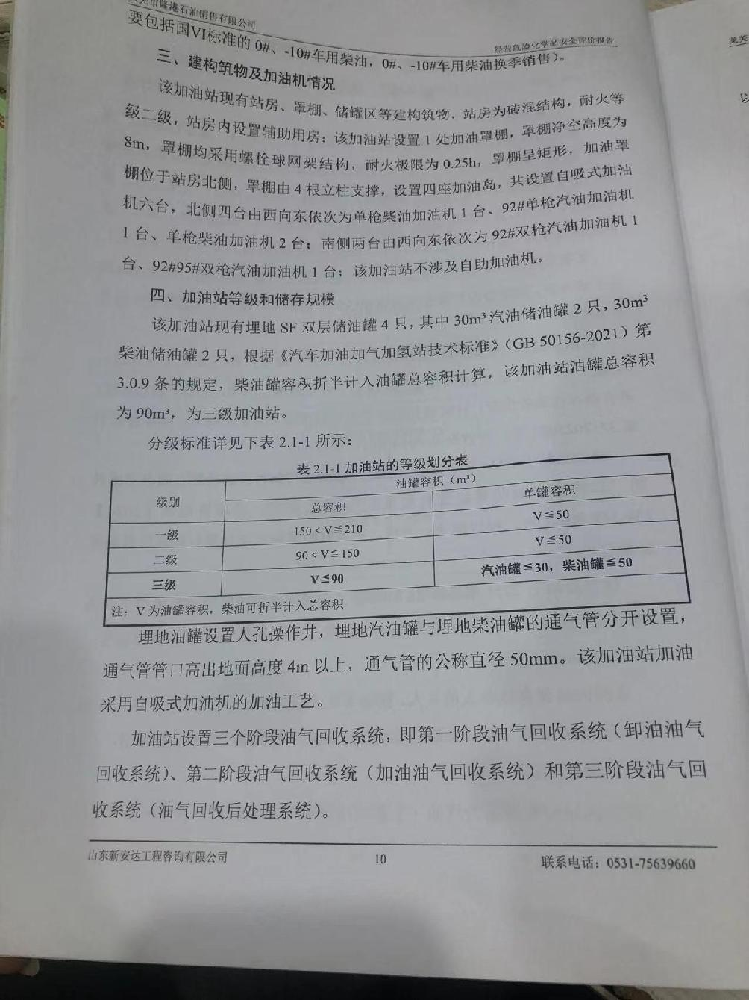 市隆港石油销售有限公司
经营危险化学品安全评价报告
要包括国VI标准的 0#、-10#车用柴油，0#、-10#车用柴油换季销售）。
三、建构筑物及加油机情况
该加油站现有站房、罩棚、储罐区等建构筑物，站房为砖混结构，耐火等
级二级，站房内设置辅助用房；该加油站设置 1 处加油罩棚，罩棚净空高度为
8m，罩棚均采用螺栓球网架结构，耐火极限为 0.25h，罩棚呈矩形，加油罩
棚位于站房北侧，罩棚由 4 根立柱支撑，设置四座加油岛，共设置自吸式加油
机六台，北侧四台由西向东依次为单枪柴油加油机 1 台、92#单枪汽油加油机
1 台、单枪柴油加油机 2 台；南侧两台由西向东依次为 92#双枪汽油加油机 1
台、92#95#双枪汽油加油机 1 台；该加油站不涉及自助加油机。
四、加油站等级和储存规模
该加油站现有埋地 SF 双层储油罐 4 只，其中 30m³汽油储油罐 2 只，30m³
柴油储油罐 2 只，根据《汽车加油加气加氢站技术标准》（GB 50156-2021）第
3.0.9 条的规定，柴油罐容积折半计入油罐总容积计算，该加油站油罐总容积
为 90m³，为三级加油站。
分级标准详见下表 2.1-1 所示：
表 2.1-1 加油站的等级划分表
级别 油罐容积（m³）
总容积 单罐容积
一级 150＜V≦210 V≦50
二级 90＜V≦150 V≦50
三级 V≦90 汽油罐≦30，柴油罐≦50
注：V 为油罐容积，柴油可折半计入总容积
埋地油罐设置人孔操作井，埋地汽油罐与埋地柴油罐的通气管分开设置，
通气管管口高出地面高度 4m 以上，通气管的公称直径 50mm。该加油站加油
采用自吸式加油机的加油工艺。
加油站设置三个阶段油气回收系统，即第一阶段油气回收系统（卸油油气
回收系统）、第二阶段油气回收系统（加油油气回收系统）和第三阶段油气回
收系统（油气回收后处理系统）。
山东新安达工程咨询有限公司 10 联系电话：0531-75639660
莱芜
以